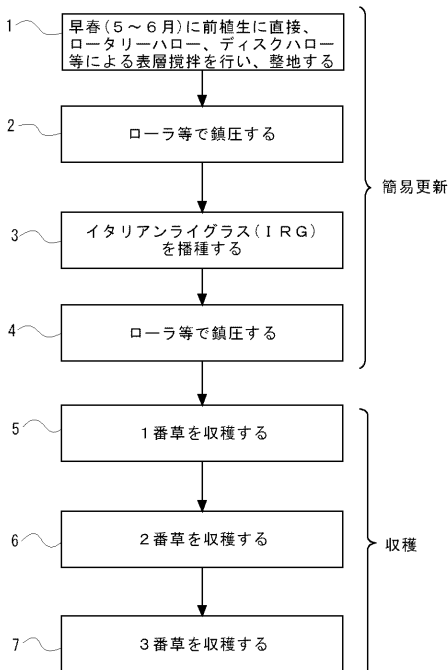 1
早春(5～6月)に前植生に直接、
ロータリーハロー、ディスクハロー
等による表層撹拌を行い、整地する
2
ローラ等で鎮圧する
簡易更新
3
イタリアンライグラス(IRG)
を播種する
4
ローラ等で鎮圧する
5
1番草を収穫する
6
2番草を収穫する
収穫
7
3番草を収穫する